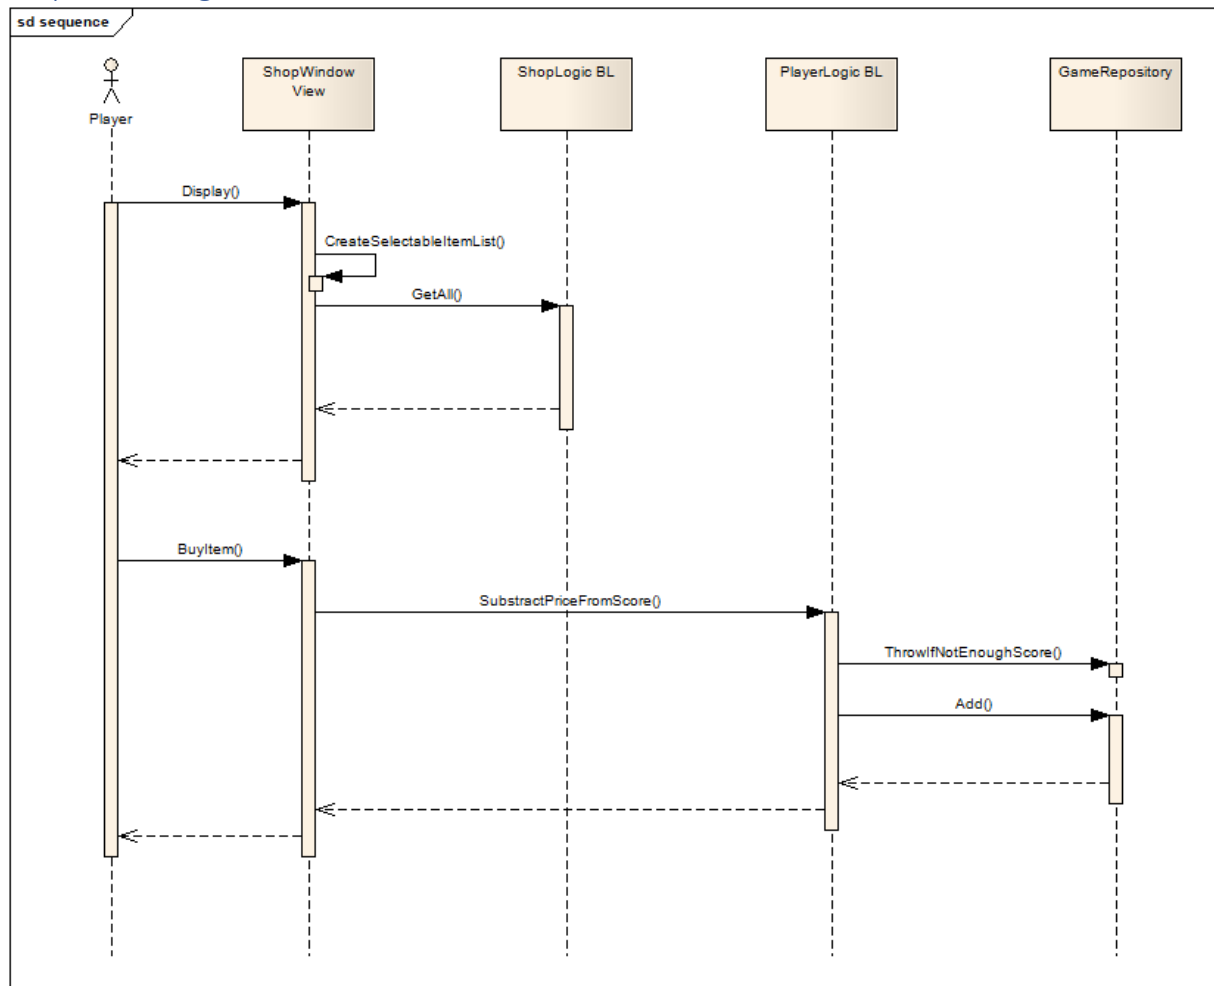 sd sequence
Player
ShopWindow
View
ShopLogic BL
PlayerLogic BL
GameRepository
Display()
CreateSelectableItemList()
GetAll()
BuyItem()
SubstractPriceFromScore()
ThrowIfNotEnoughScore()
Add()